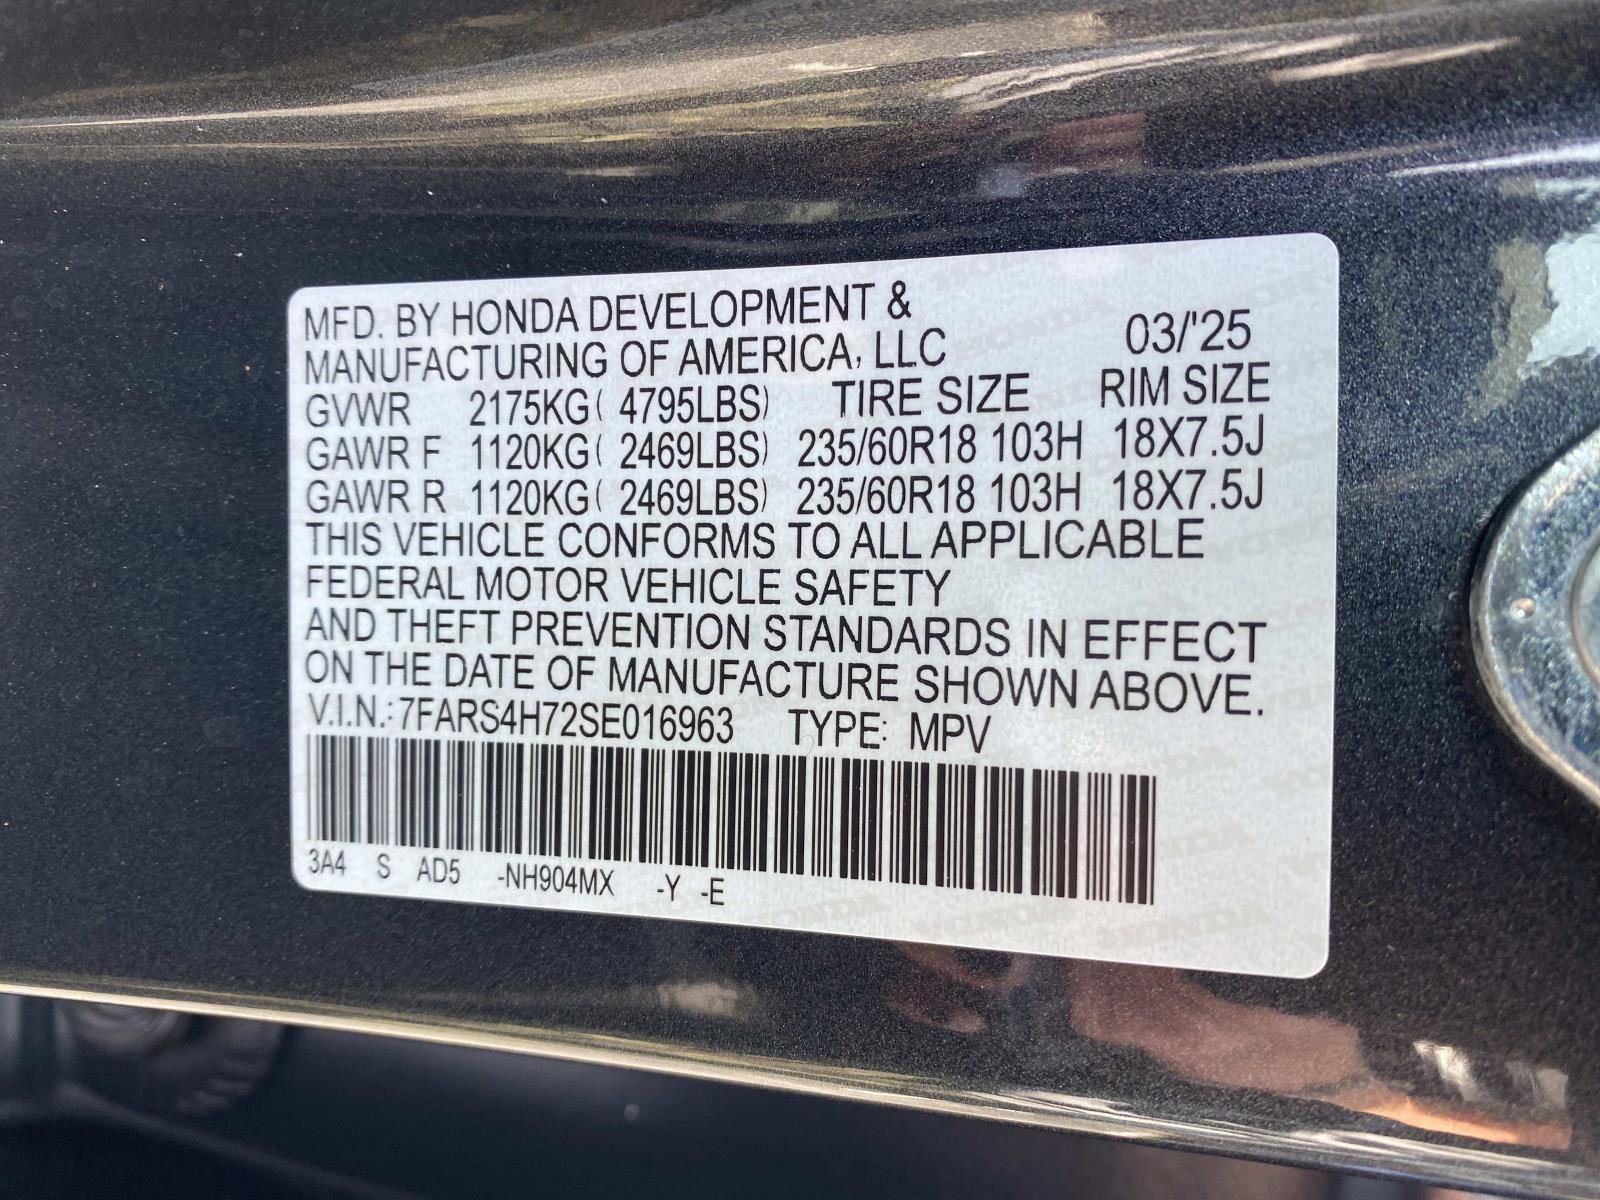 MFD. BY HONDA DEVELOPMENT &
MANUFACTURING OF AMERICA, LLC 03/'25
GVWR 2175KG( 4795LBS) TIRE SIZE RIM SIZE
GAWR F 1120KG( 2469LBS) 235/60R18 103H 18X7.5J
GAWR R 1120KG( 2469LBS) 235/60R18 103H 18X7.5J
THIS VEHICLE CONFORMS TO ALL APPLICABLE
FEDERAL MOTOR VEHICLE SAFETY
AND THEFT PREVENTION STANDARDS IN EFFECT
ON THE DATE OF MANUFACTURE SHOWN ABOVE.
V.I.N.: 7FARS4H72SE016963 TYPE: MPV
3A4 S AD5 -NH904MX -Y -E